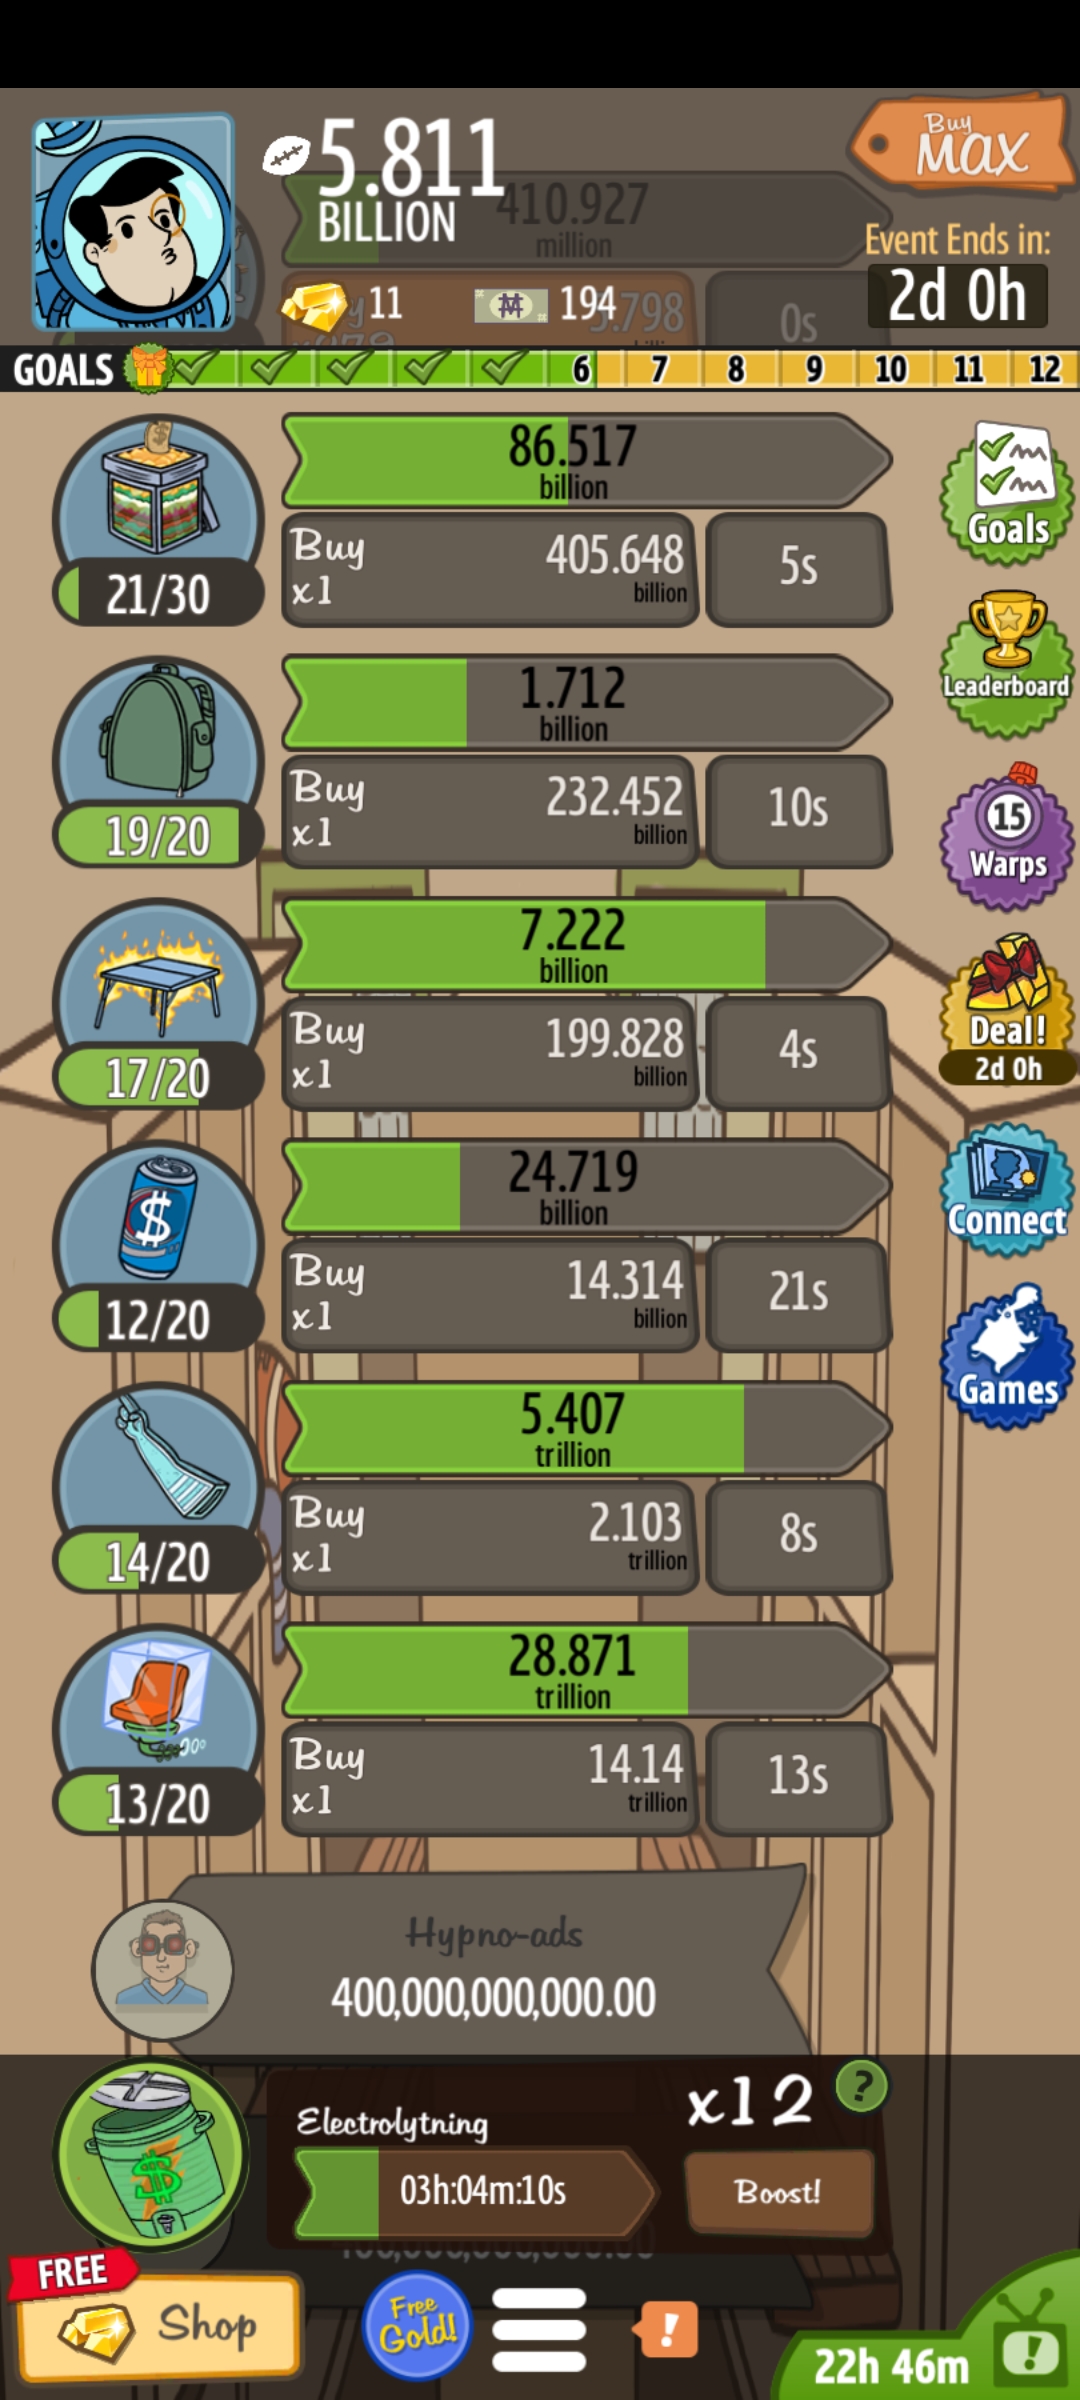 5.811
BILLION
Buy
MAX
410.927
million
Event Ends in:
2d 0h
11
194
5.798
0s
GOALS
6 7 8 9 10 11 12
86.517
billion
Buy
x1
405.648
billion
5s
21/30
Goals
1.712
billion
Buy
x1
232.452
billion
10s
19/20
Leaderboard
15
Warps
7.222
billion
Buy
x1
199.828
billion
4s
17/20
Deal!
2d 0h
24.719
billion
Buy
x1
14.314
billion
21s
12/20
Connect
Games
5.407
trillion
Buy
x1
2.103
trillion
8s
14/20
28.871
trillion
Buy
x1
14.14
trillion
13s
13/20
Hypno-ads
400,000,000,000.00
Electrolytning
x12
?
03h:04m:10s
Boost!
FREE
Shop
Free
Gold!
!
22h 46m
!